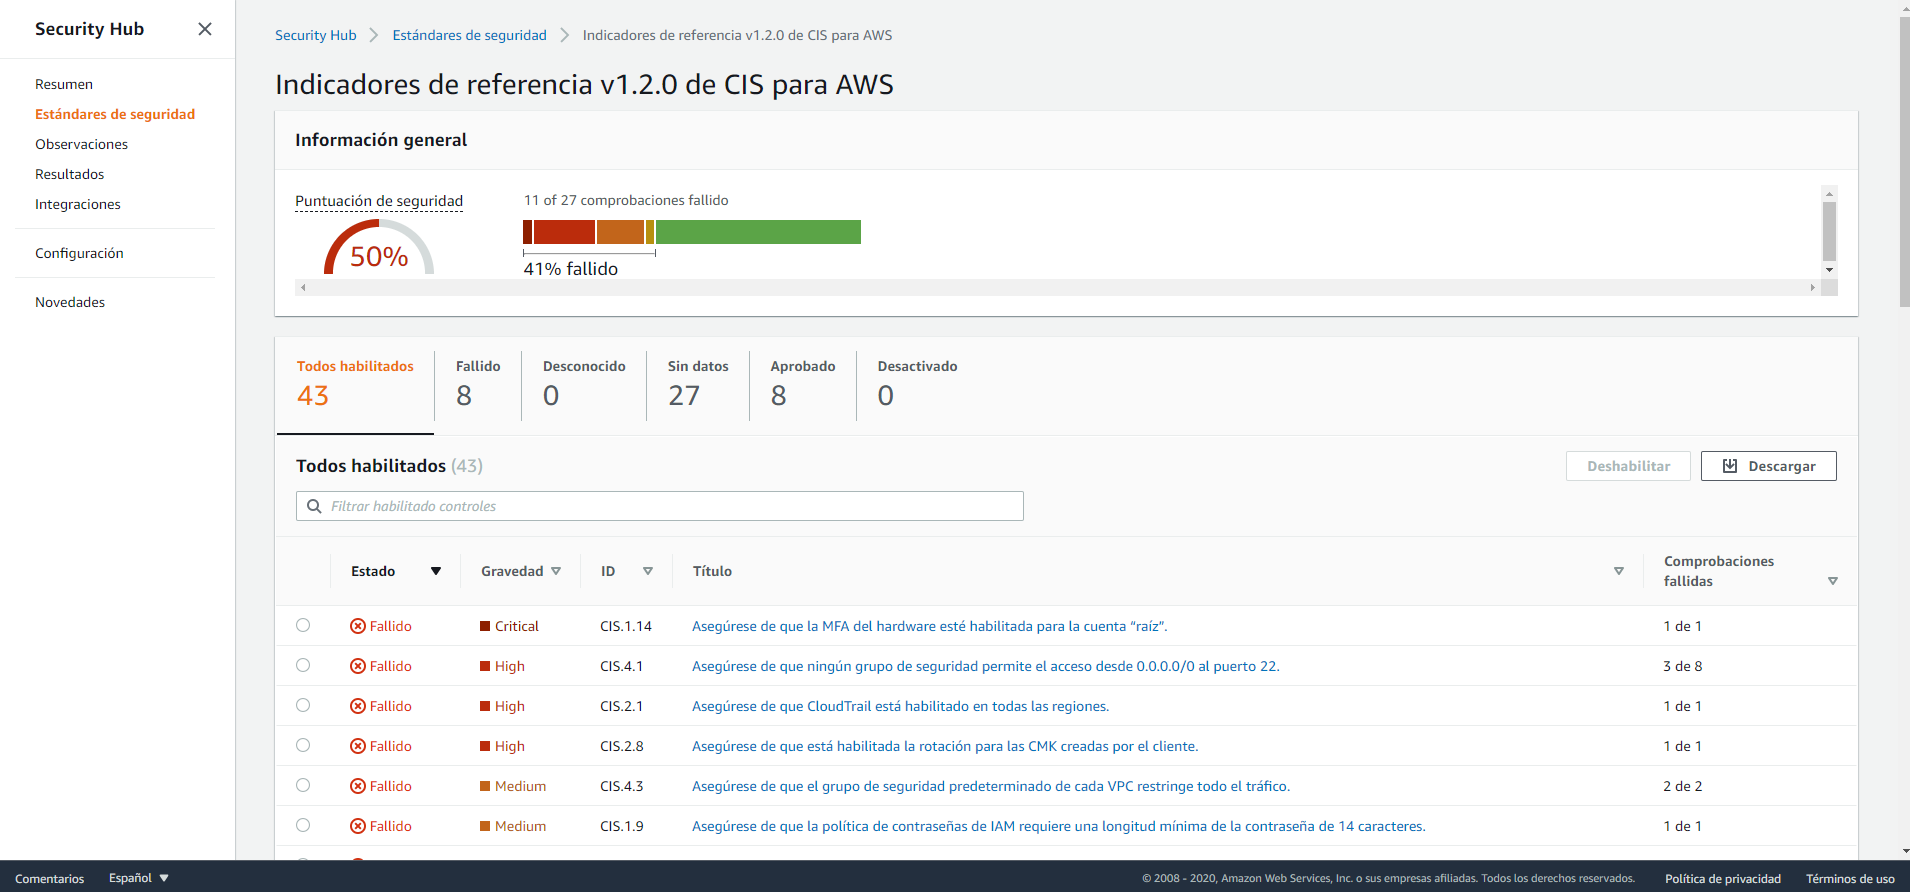 Security Hub
Resumen
Estándares de seguridad
Observaciones
Resultados
Integraciones
Configuración
Novedades
Security Hub
Estándares de seguridad
Indicadores de referencia v1.2.0 de CIS para AWS
Indicadores de referencia v1.2.0 de CIS para AWS
Información general
Puntuación de seguridad
50%
11 of 27 comprobaciones fallido
41% fallido
Todos habilitados
43
Fallido
8
Desconocido
0
Sin datos
27
Aprobado
8
Desactivado
0
Todos habilitados (43)
Deshabilitar
Descargar
Filtrar habilitado controles
Estado Gravedad ID Título Comprobaciones fallidas
Fallido Critical CIS.1.14 Asegúrese de que la MFA del hardware esté habilitada para la cuenta “raíz”. 1 de 1
Fallido High CIS.4.1 Asegúrese de que ningún grupo de seguridad permite el acceso desde 0.0.0.0/0 al puerto 22. 3 de 8
Fallido High CIS.2.1 Asegúrese de que CloudTrail está habilitado en todas las regiones. 1 de 1
Fallido High CIS.2.8 Asegúrese de que está habilitada la rotación para las CMK creadas por el cliente. 1 de 1
Fallido Medium CIS.4.3 Asegúrese de que el grupo de seguridad predeterminado de cada VPC restringe todo el tráfico. 2 de 2
Fallido Medium CIS.1.9 Asegúrese de que la política de contraseñas de IAM requiere una longitud mínima de la contraseña de 14 caracteres. 1 de 1
Comentarios Español © 2008 - 2020, Amazon Web Services, Inc. o sus empresas afiliadas. Todos los derechos reservados. Política de privacidad Términos de uso